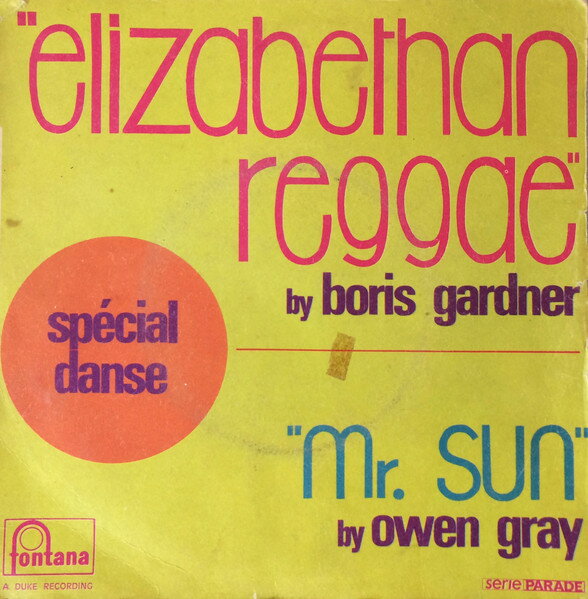 "elizabethan
reggae"
by boris gardner
spécial
danse
"Mr. SUN"
by owen gray
fontana
A DUKE RECORDING
serie PARADE